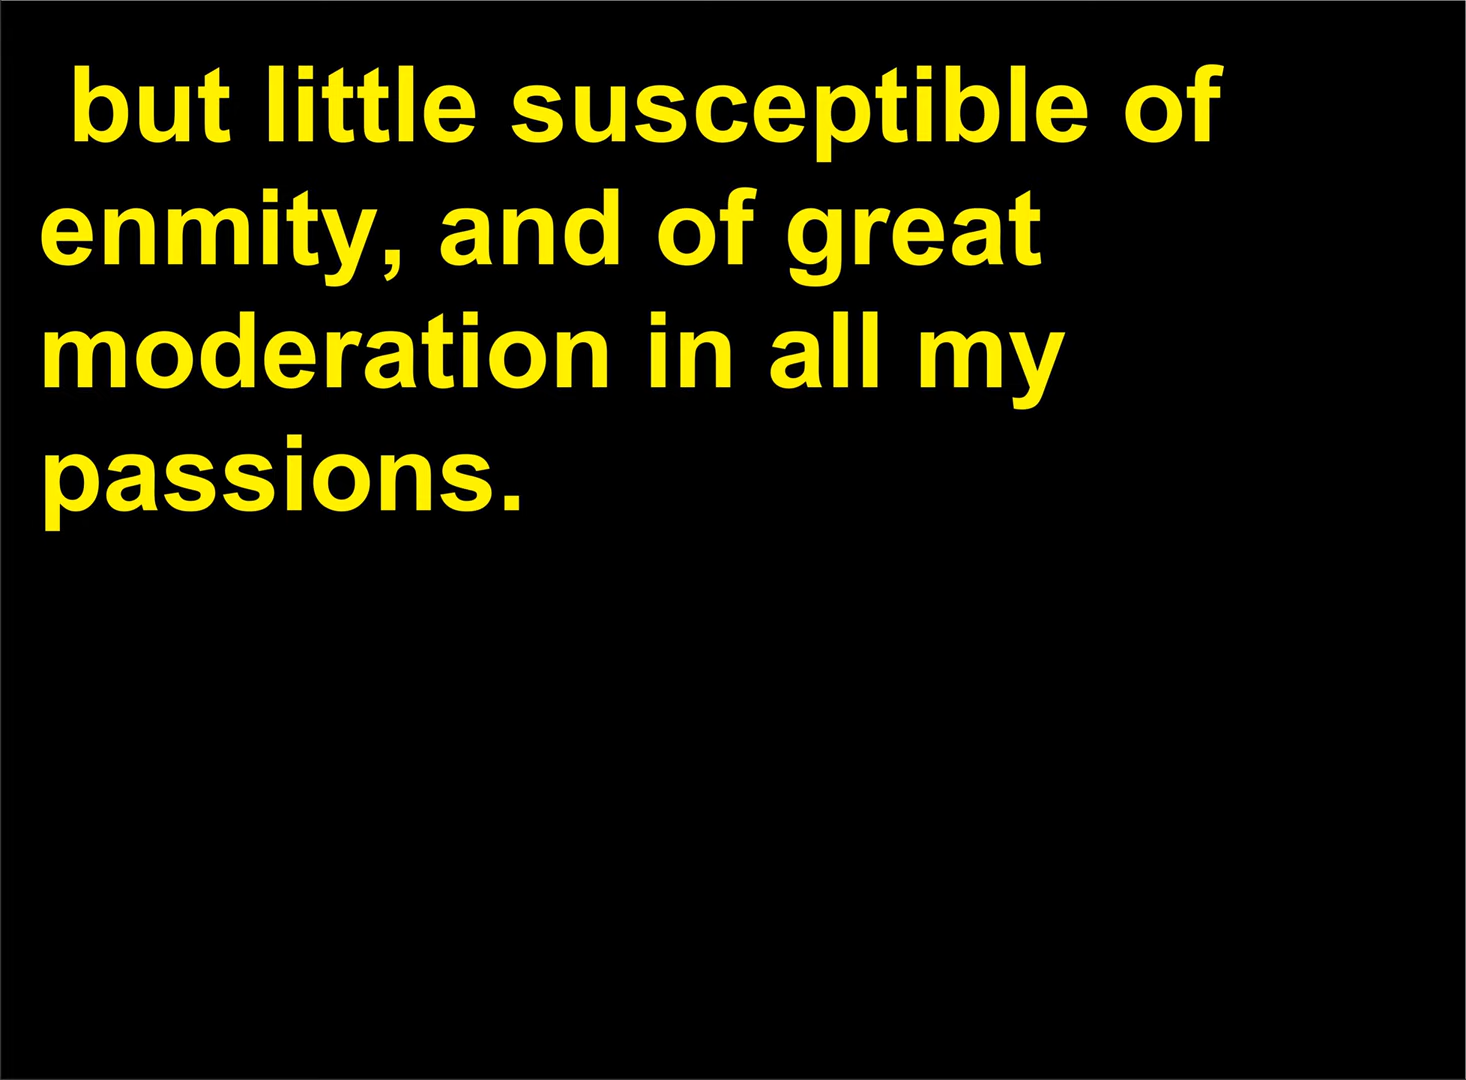 but little susceptible of
enmity, and of great
moderation in all my
passions.